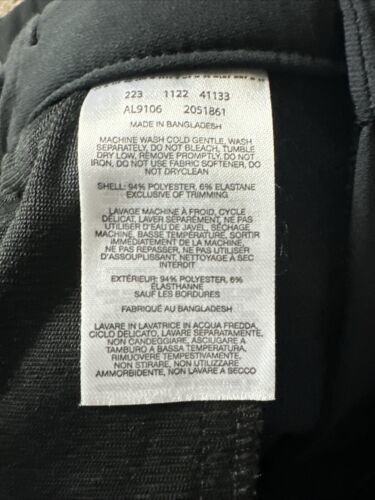 223 1122 41133
AL9106 2051861
MADE IN BANGLADESH
MACHINE WASH COLD GENTLE, WASH
SEPARATELY, DO NOT BLEACH, TUMBLE
DRY LOW, REMOVE PROMPTLY, DO NOT
IRON, DO NOT USE FABRIC SOFTENER, DO
NOT DRYCLEAN
SHELL: 94% POLYESTER, 6% ELASTANE
EXCLUSIVE OF TRIMMING
LAVAGE MACHINE À FROID, CYCLE
DÉLICAT, LAVER SÉPARÉMENT, NE PAS
UTILISER D'EAU DE JAVEL, SÉCHAGE
MACHINE, BASSE TEMPÉRATURE, SORTIR
IMMÉDIATEMENT DE LA MACHINE,
NE PAS REPASSER, NE PAS UTILISER
D'ASSOUPLISSANT, NETTOYAGE À SEC
INTERDIT
EXTÉRIEUR: 94% POLYESTER, 6%
ÉLASTHANNE
SAUF LES BORDURES
FABRIQUÉ AU BANGLADESH
LAVARE IN LAVATRICE IN ACQUA FREDDA,
CICLO DELICATO, LAVARE SEPARATAMENTE,
NON CANDEGGIARE, ASCIUGARE A
TAMBURO A BASSA TEMPERATURA,
RIMUOVERE TEMPESTIVAMENTE,
NON STIRARE, NON UTILIZZARE
AMMORBIDENTE, NON LAVARE A SECCO